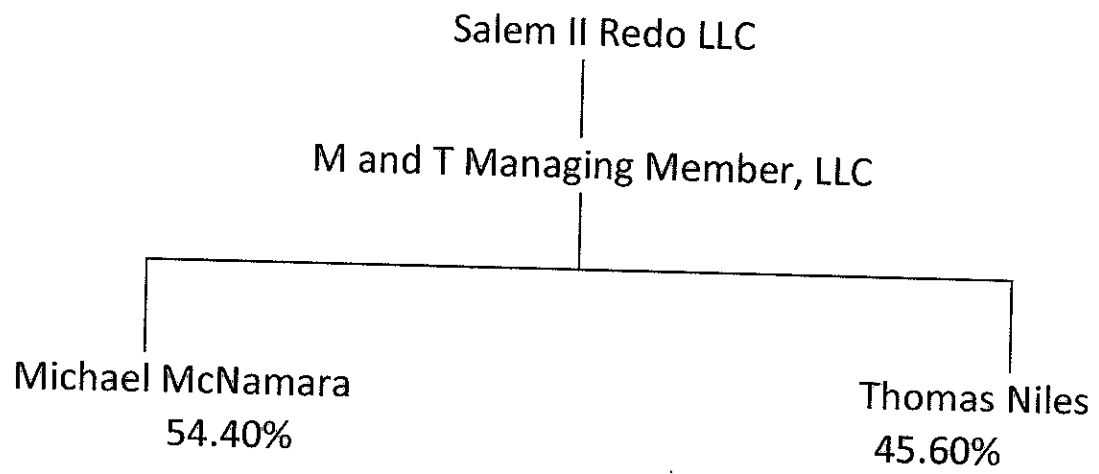 Salem II Redo LLC
M and T Managing Member, LLC
Michael McNamara
54.40%
Thomas Niles
45.60%